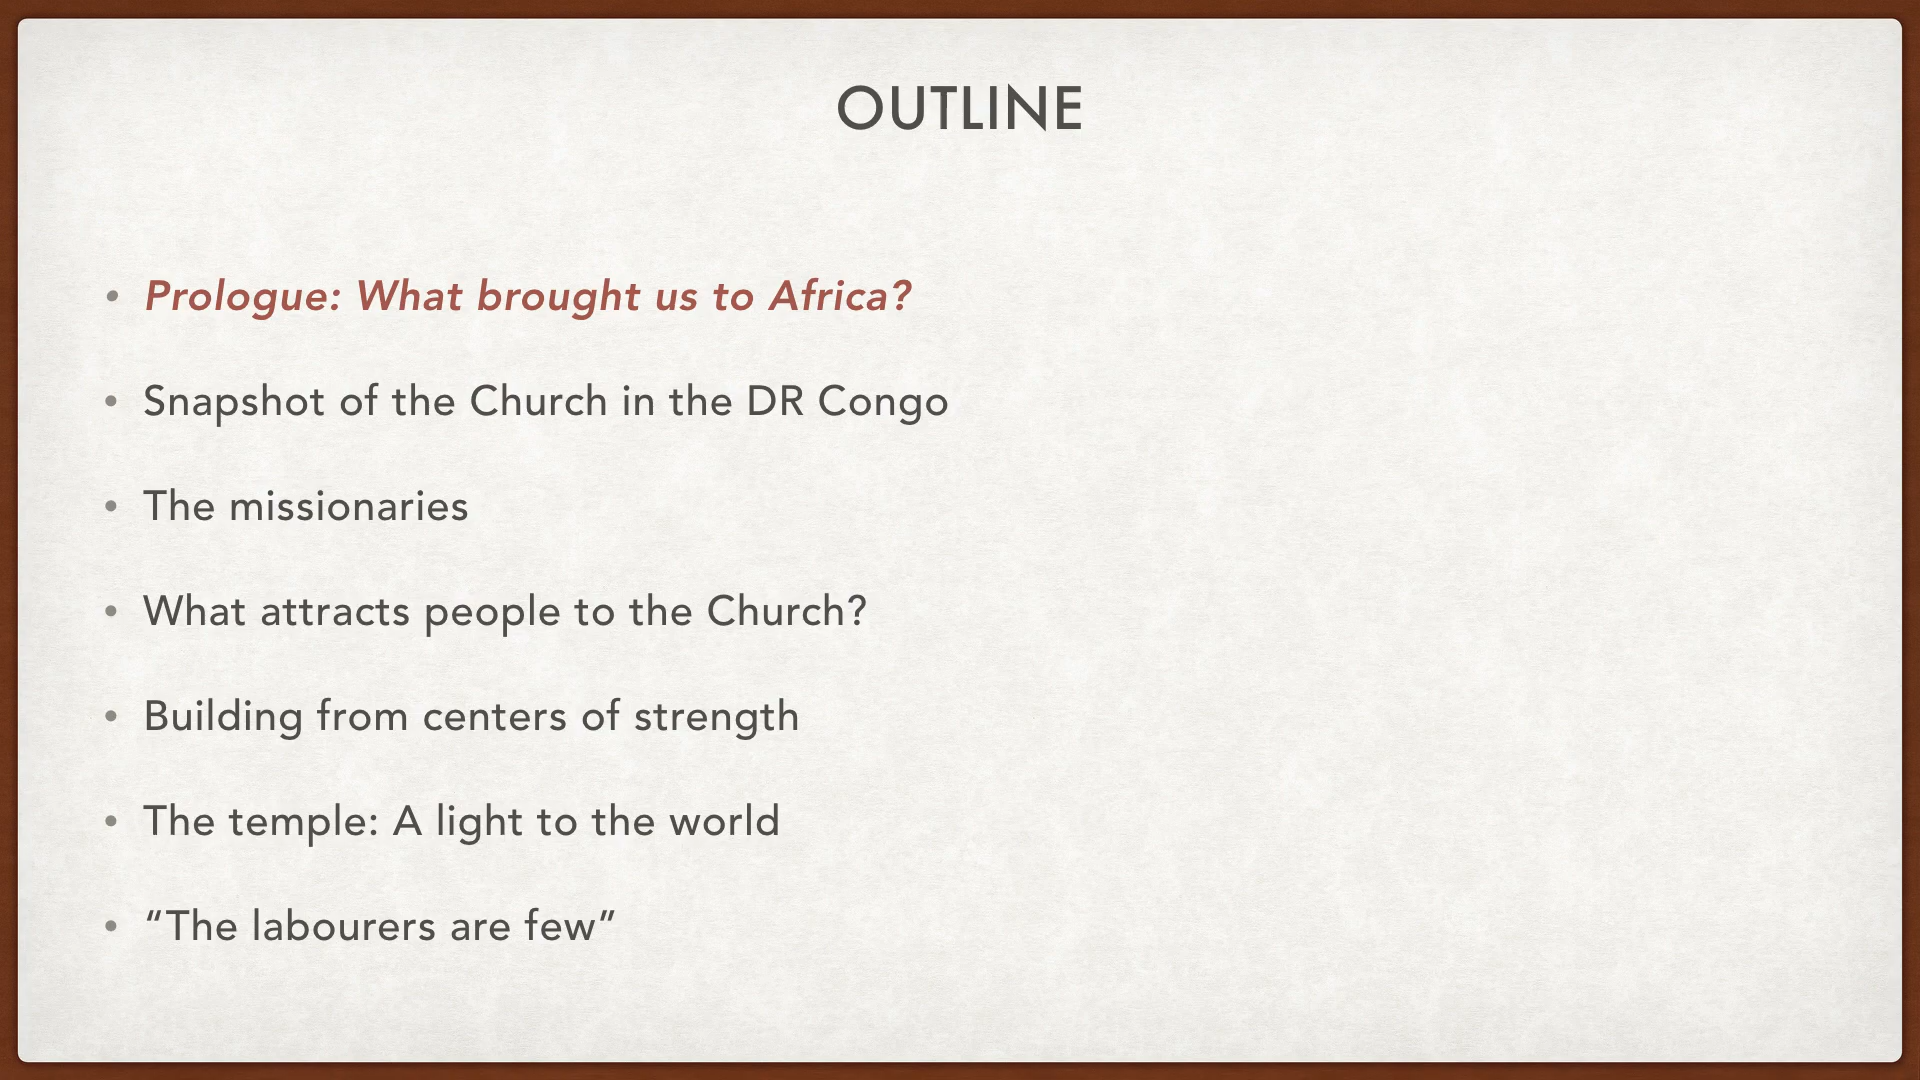 OUTLINE
• Prologue: What brought us to Africa?
• Snapshot of the Church in the DR Congo
• The missionaries
• What attracts people to the Church?
• Building from centers of strength
• The temple: A light to the world
• “The labourers are few”